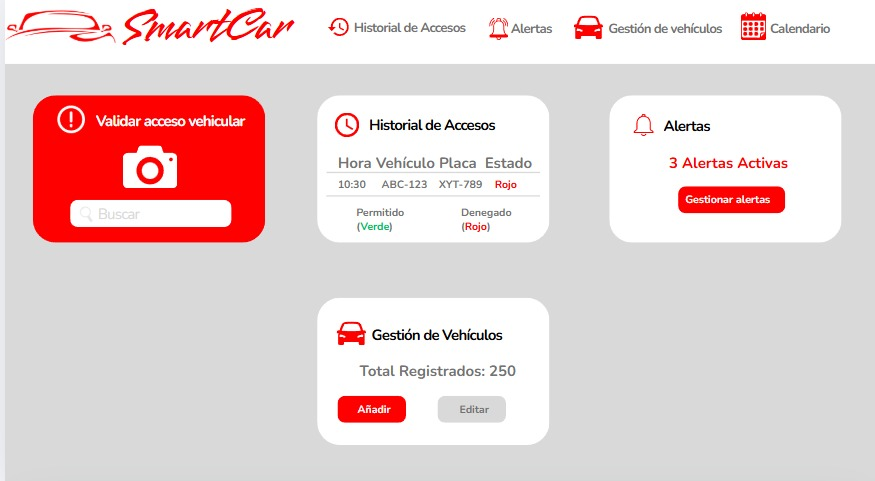 SmartCar
Historial de Accesos
Alertas
Gestión de vehículos
Calendario
Validar acceso vehicular
Buscar
Historial de Accesos
Hora Vehículo Placa Estado
10:30 ABC-123 XYT-789 Rojo
Permitido Denegado
(Verde) (Rojo)
Alertas
3 Alertas Activas
Gestionar alertas
Gestión de Vehículos
Total Registrados: 250
Añadir Editar